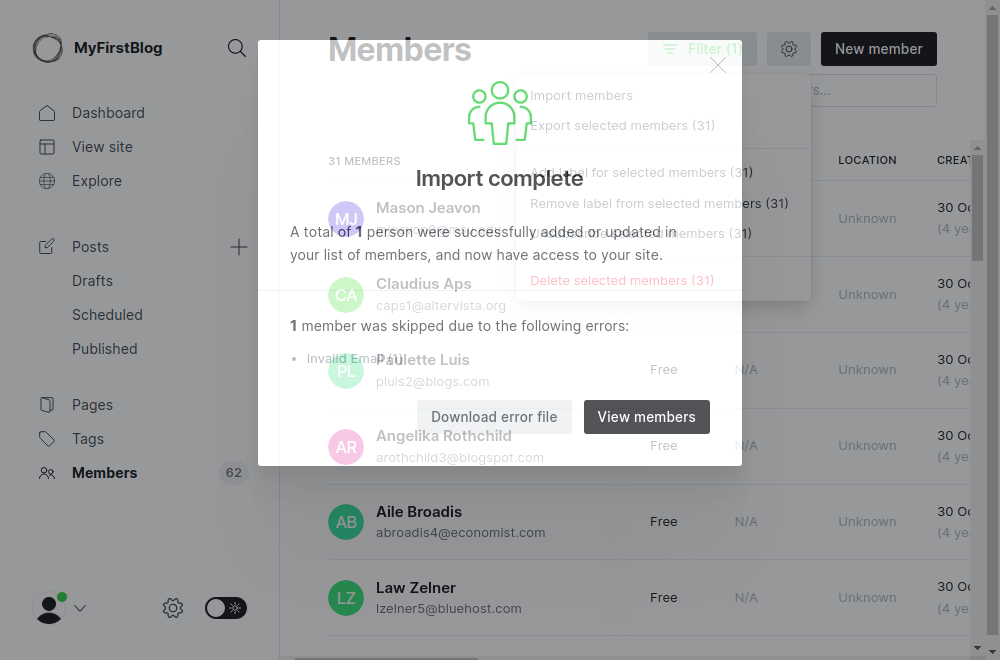 MyFirstBlog
Dashboard
View site
Explore
Posts
Drafts
Scheduled
Published
Pages
Tags
Members
62
Members
Filter (1)
New member
Import members
Export selected members (31)
Add label for selected members (31)
Remove label from selected members (31)
Unsubscribe selected members (31)
Delete selected members (31)
Import complete
A total of 1 person were successfully added or updated in
your list of members, and now have access to your site.
1 member was skipped due to the following errors:
• Invalid Email (1)
Download error file
View members
31 MEMBERS
LOCATION
CREAT
MJ
Mason Jeavon
Unknown
30 Oc
(4 ye
CA
Claudius Aps
caps1@altervista.org
Unknown
30 Oc
(4 ye
PL
Paulette Luis
pluis2@blogs.com
Free
N/A
Unknown
30 Oc
(4 ye
AR
Angelika Rothchild
arothchild3@blogspot.com
Free
N/A
Unknown
30 Oc
(4 ye
AB
Aile Broadis
abroadis4@economist.com
Free
N/A
Unknown
30 Oc
(4 ye
LZ
Law Zelner
lzelner5@bluehost.com
Free
N/A
Unknown
30 Oc
(4 ye